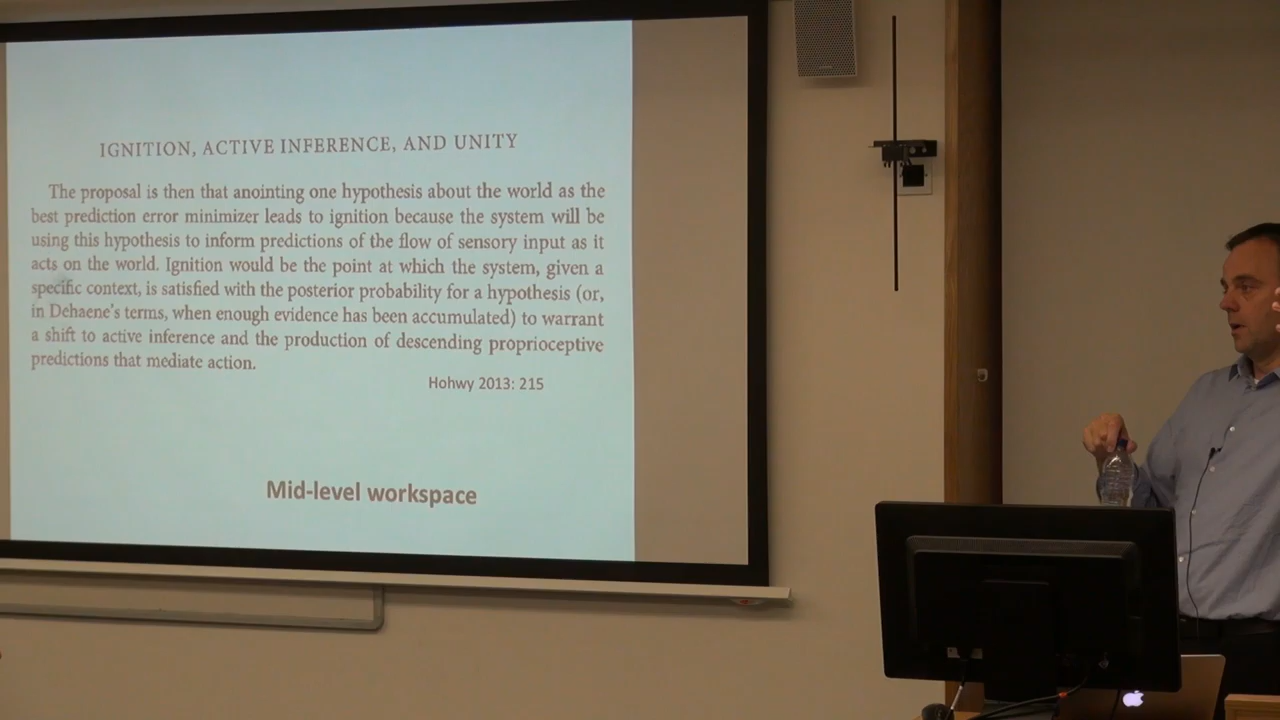 IGNITION, ACTIVE INFERENCE, AND UNITY
The proposal is then that anointing one hypothesis about the world as the
best prediction error minimizer leads to ignition because the system will be
using this hypothesis to inform predictions of the flow of sensory input as it
acts on the world. Ignition would be the point at which the system, given a
specific context, is satisfied with the posterior probability for a hypothesis (or,
in Dehaene's terms, when enough evidence has been accumulated) to warrant
a shift to active inference and the production of descending proprioceptive
predictions that mediate action.
Hohwy 2013: 215
Mid-level workspace